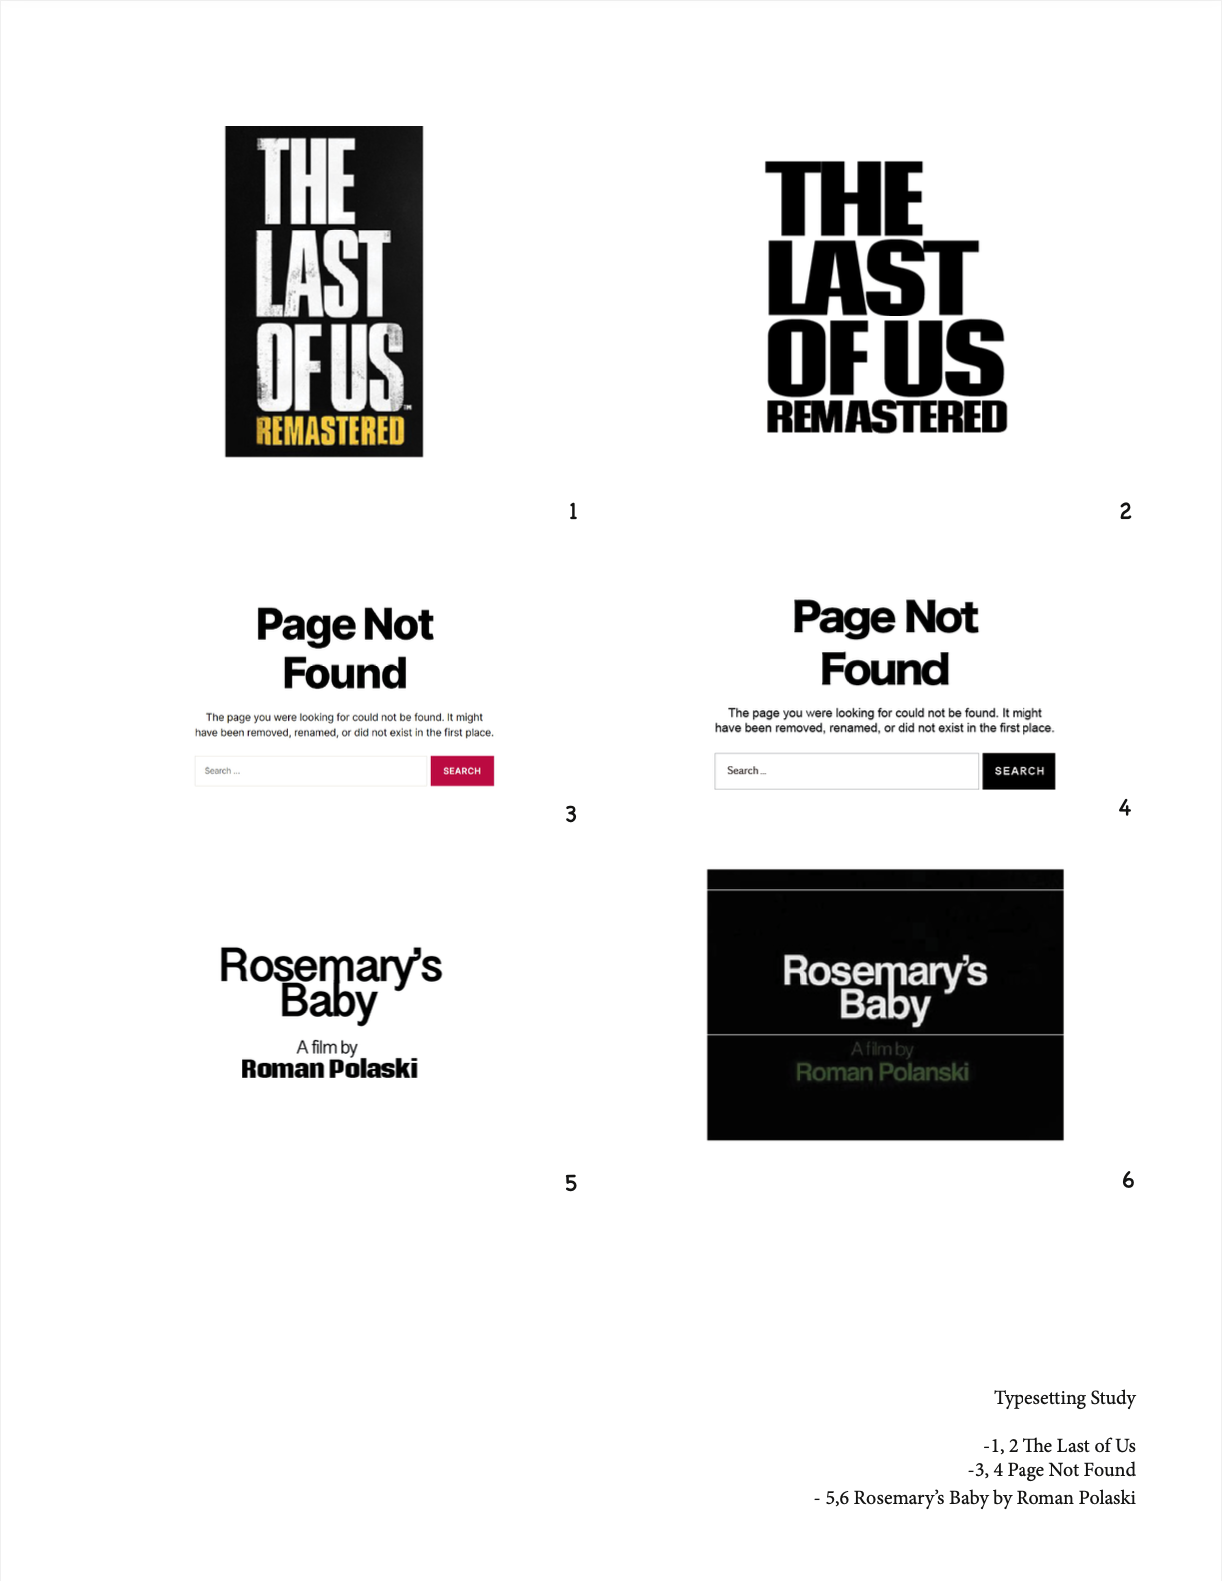 THE
LAST
OF US™
REMASTERED
1
THE
LAST
OF US
REMASTERED
2
Page Not
Found
The page you were looking for could not be found. It might
have been removed, renamed, or did not exist in the first place.
Search ...
SEARCH
3
Page Not
Found
The page you were looking for could not be found. It might
have been removed, renamed, or did not exist in the first place.
Search ...
SEARCH
4
Rosemary’s
Baby
A film by
Roman Polaski
5
Rosemary’s
Baby
A film by
Roman Polanski
6
Typesetting Study
-1, 2 The Last of Us
-3, 4 Page Not Found
- 5,6 Rosemary’s Baby by Roman Polaski